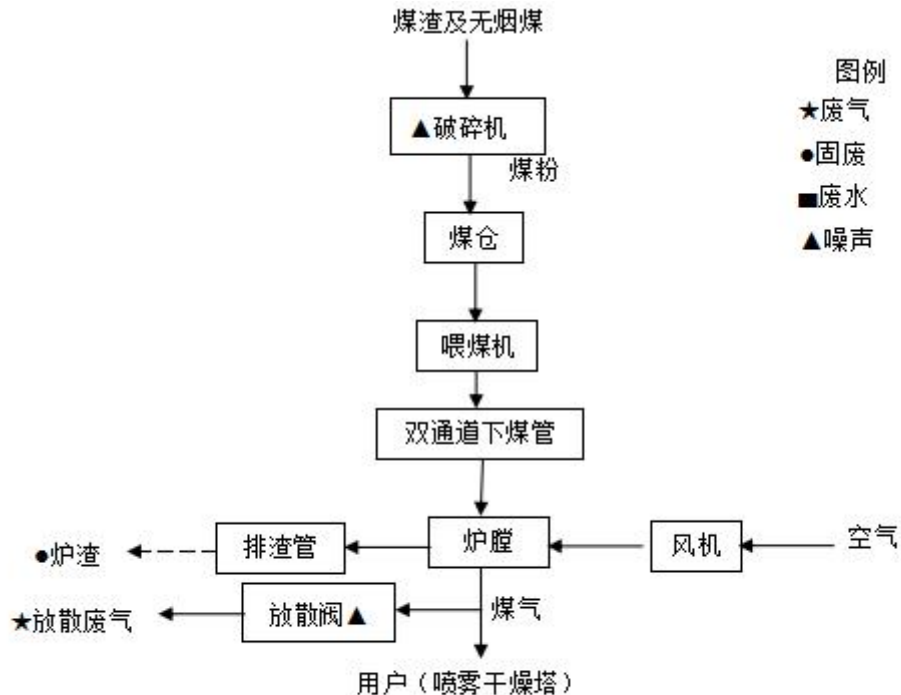 煤渣及无烟煤
图例
★废气
●固废
■废水
▲噪声
▲破碎机
煤粉
煤仓
喂煤机
双通道下煤管
●炉渣
排渣管
炉膛
风机
空气
★放散废气
放散阀▲
煤气
用户（喷雾干燥塔）